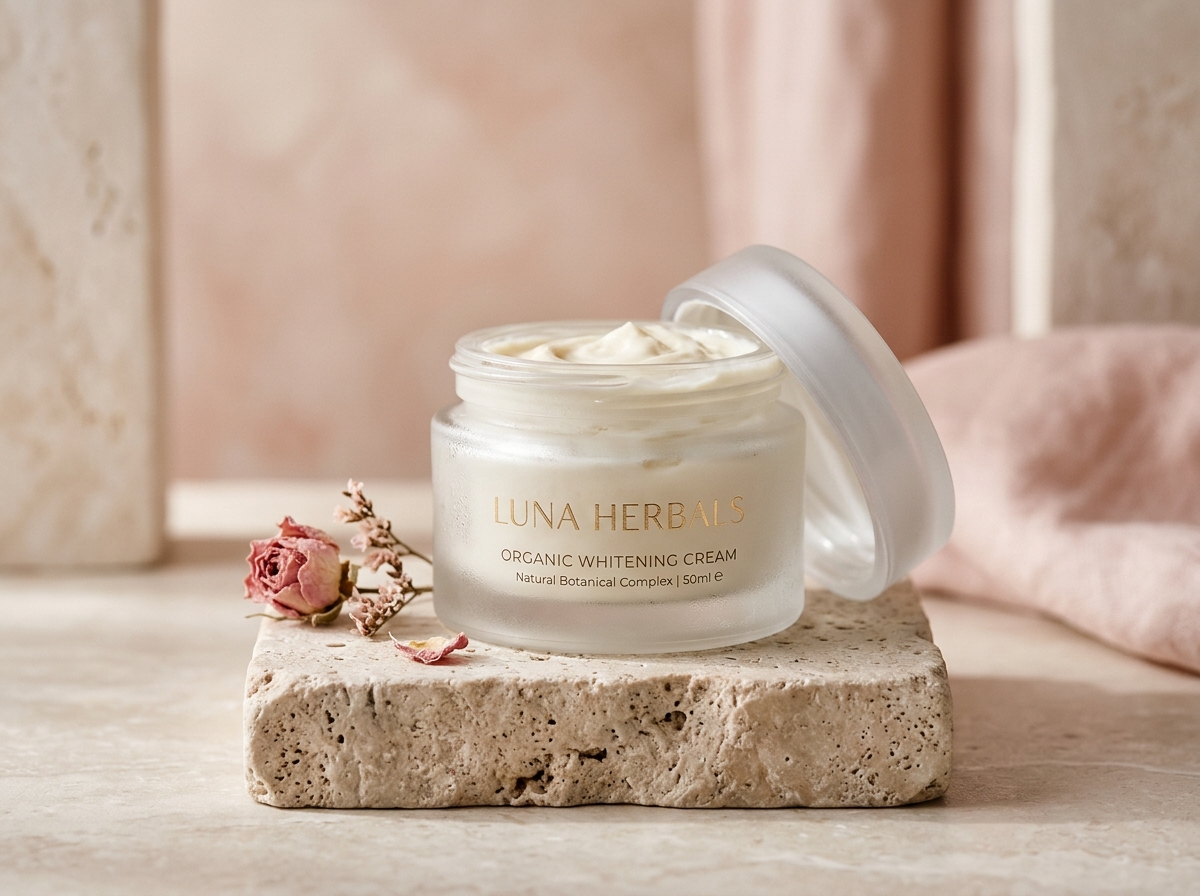 LUNA HERBALS
ORGANIC WHITENING CREAM
Natural Botanical Complex | 50ml ℮